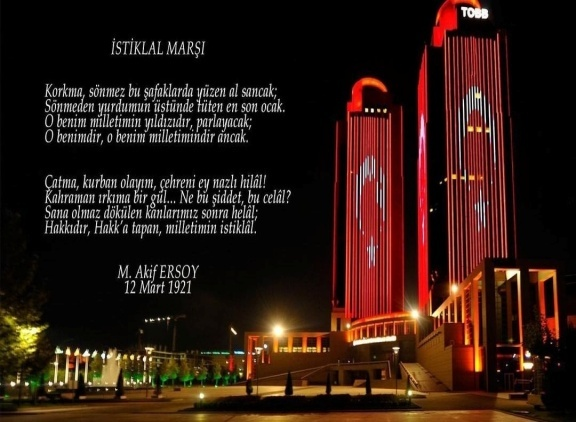 TOBB
İSTİKLAL MARŞI
Korkma, sönmez bu şafaklarda yüzen al sancak;
Sönmeden yurdumun üstünde tüten en son ocak.
O benim milletimin yıldızıdır, parlayacak;
O benimdir, o benim milletimindir ancak.
Çatma, kurban olayım, çehreni ey nazlı hilâl!
Kahraman ırkıma bir gül... Ne bu şiddet, bu celâl?
Sana olmaz dökülen kanlarımız sonra helâl;
Hakkıdır, Hakk'a tapan, milletimin istiklâl.
M. Akif ERSOY
12 Mart 1921